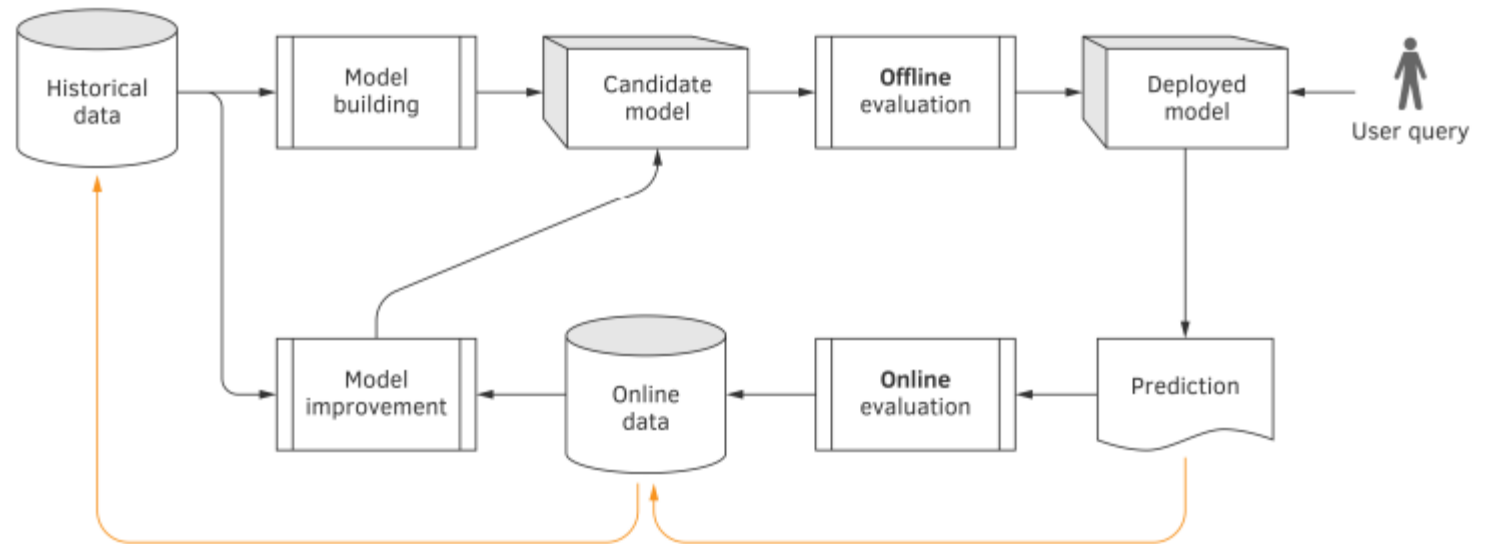 Historical
data
Model
building
Candidate
model
Offline
evaluation
Deployed
model
User query
Model
improvement
Online
data
Online
evaluation
Prediction